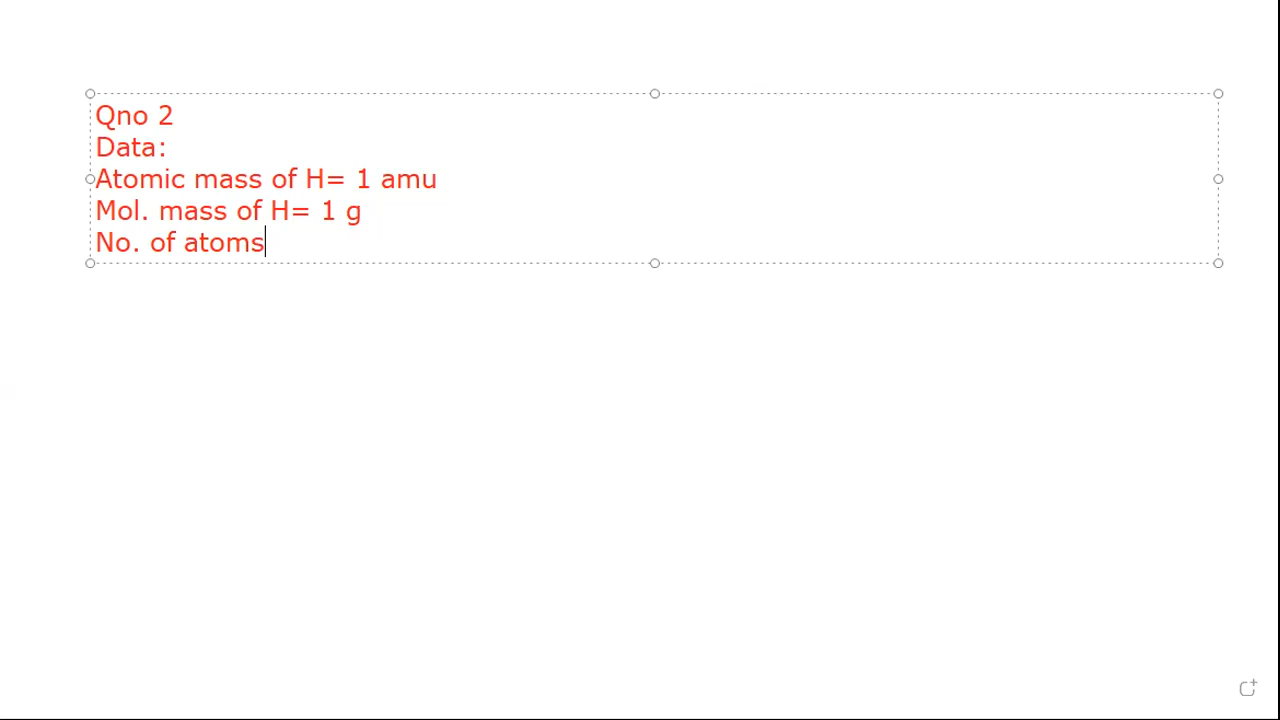 Qno 2
Data:
Atomic mass of H= 1 amu
Mol. mass of H= 1 g
No. of atoms